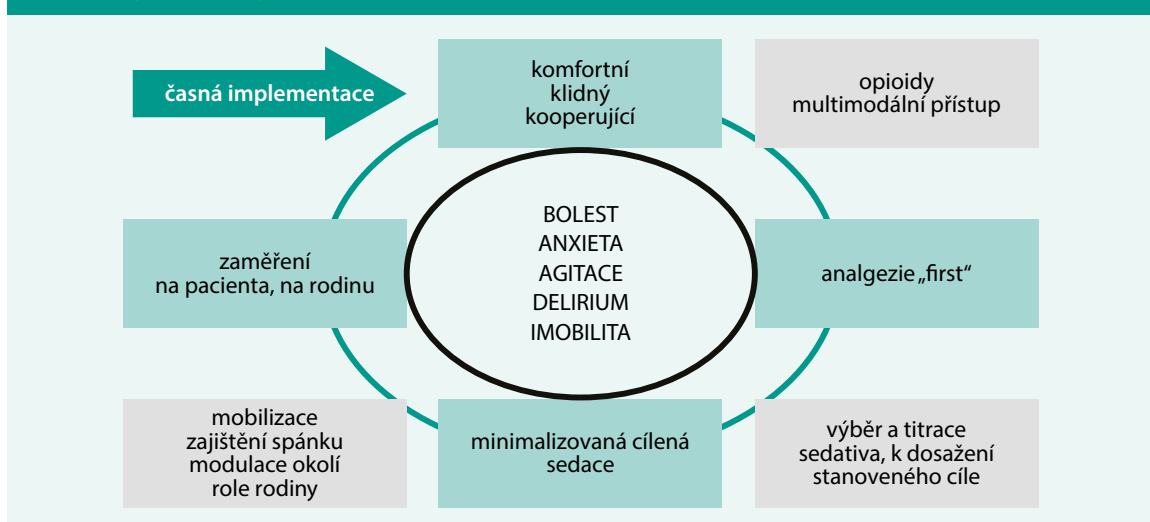 časná implementace
komfortní
klidný
kooperující
opioidy
multimodální přístup
zaměření
na pacienta, na rodinu
BOLEST
ANXIETA
AGITACE
DELIRIUM
IMOBILITA
analgezie „first“
mobilizace
zajištění spánku
modulace okolí
role rodiny
minimalizovaná cílená
sedace
výběr a titrace
sedativa, k dosažení
stanoveného cíle